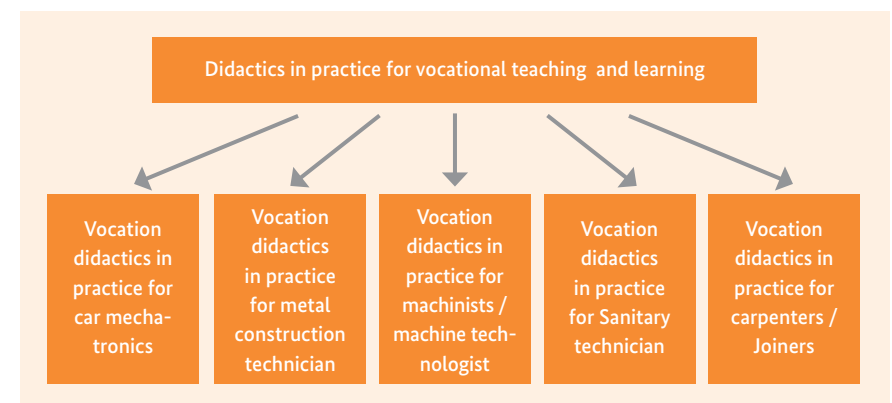 Didactics in practice for vocational teaching and learning
Vocation
didactics in
practice for
car mecha-
tronics
Vocation
didactics
in practice
for metal
construction
technician
Vocation
didactics in
practice for
machinists /
machine tech-
nologist
Vocation
didactics
in practice
for Sanitary
technician
Vocation
didactics in
practice for
carpenters /
Joiners